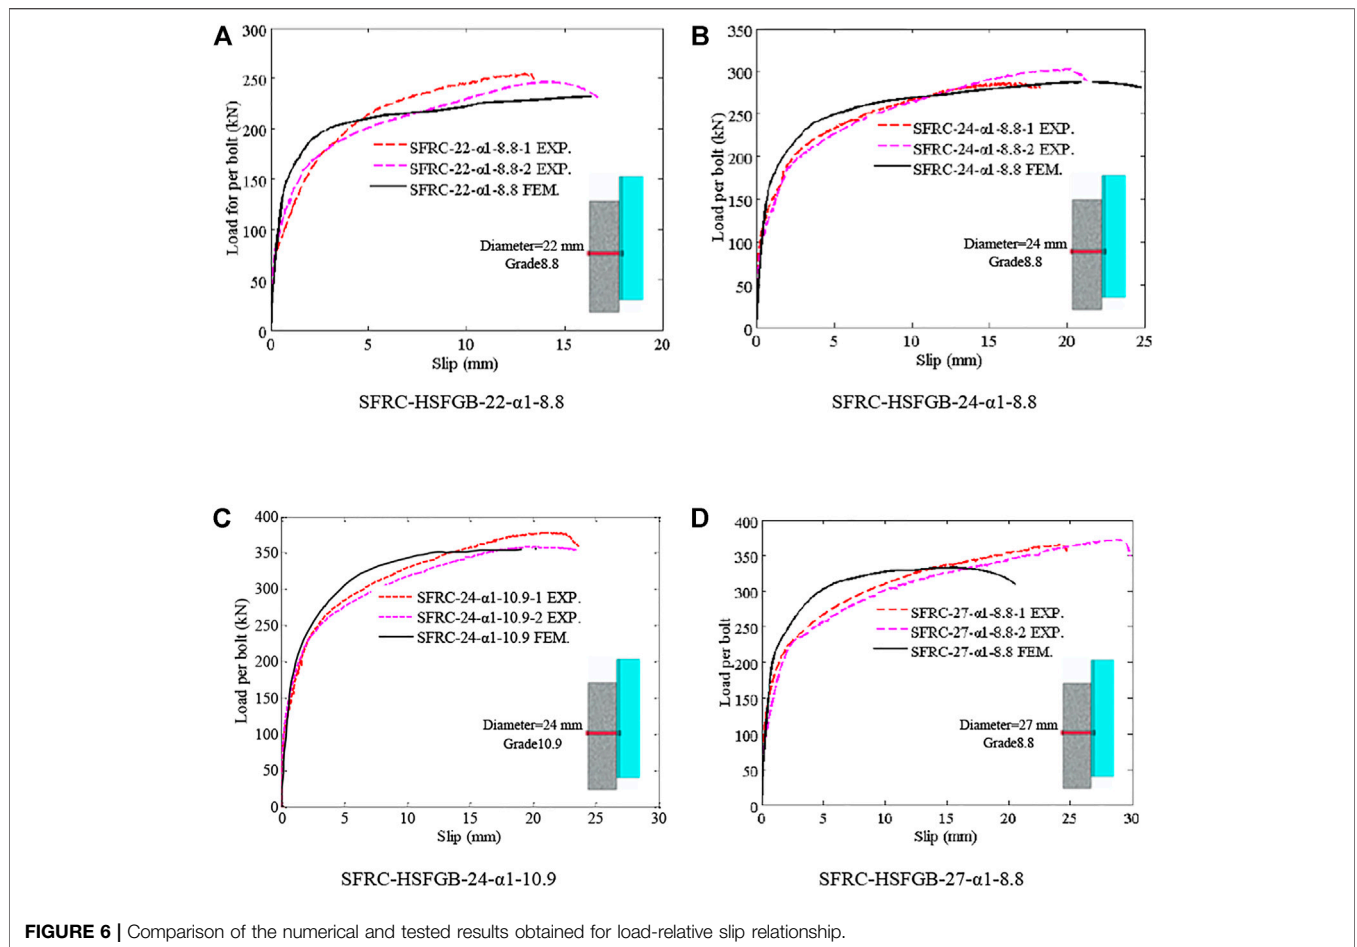 A
300
250
200
150
100
50
0
Load for per bolt (kN)
SFRC-22-α1-8.8-1 EXP.
SFRC-22-α1-8.8-2 EXP.
SFRC-22-α1-8.8 FEM.
Diameter=22 mm
Grade8.8
0 5 10 15 20
Slip (mm)
SFRC-HSFGB-22-α1-8.8
B
350
300
250
200
150
100
50
0
Load per bolt (kN)
SFRC-24-α1-8.8-1 EXP.
SFRC-24-α1-8.8-2 EXP.
SFRC-24-α1-8.8 FEM.
Diameter=24 mm
Grade8.8
0 5 10 15 20 25
Slip (mm)
SFRC-HSFGB-24-α1-8.8
C
400
350
300
250
200
150
100
50
0
Load per bolt (kN)
SFRC-24-α1-10.9-1 EXP.
SFRC-24-α1-10.9-2 EXP.
SFRC-24-α1-10.9 FEM.
Diameter=24 mm
Grade10.9
0 5 10 15 20 25 30
Slip (mm)
SFRC-HSFGB-24-α1-10.9
D
400
350
300
250
200
150
100
50
0
Load per bolt
SFRC-27-α1-8.8-1 EXP.
SFRC-27-α1-8.8-2 EXP.
SFRC-27-α1-8.8 FEM.
Diameter=27 mm
Grade8.8
0 5 10 15 20 25 30
Slip (mm)
SFRC-HSFGB-27-α1-8.8
FIGURE 6 | Comparison of the numerical and tested results obtained for load-relative slip relationship.